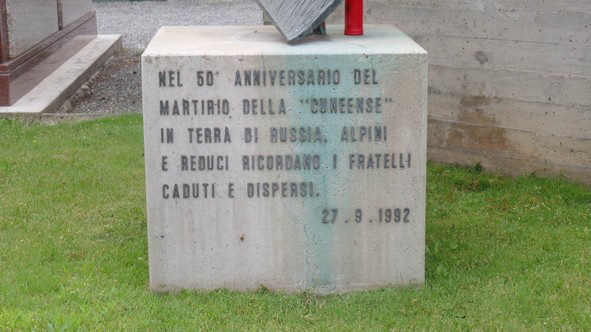 NEL 50° ANNIVERSARIO DEL
MARTIRIO DELLA "CUNEENSE"
IN TERRA DI RUSSIA, ALPINI
E REDUCI RICORDANO I FRATELLI
CADUTI E DISPERSI.
27.9.1992